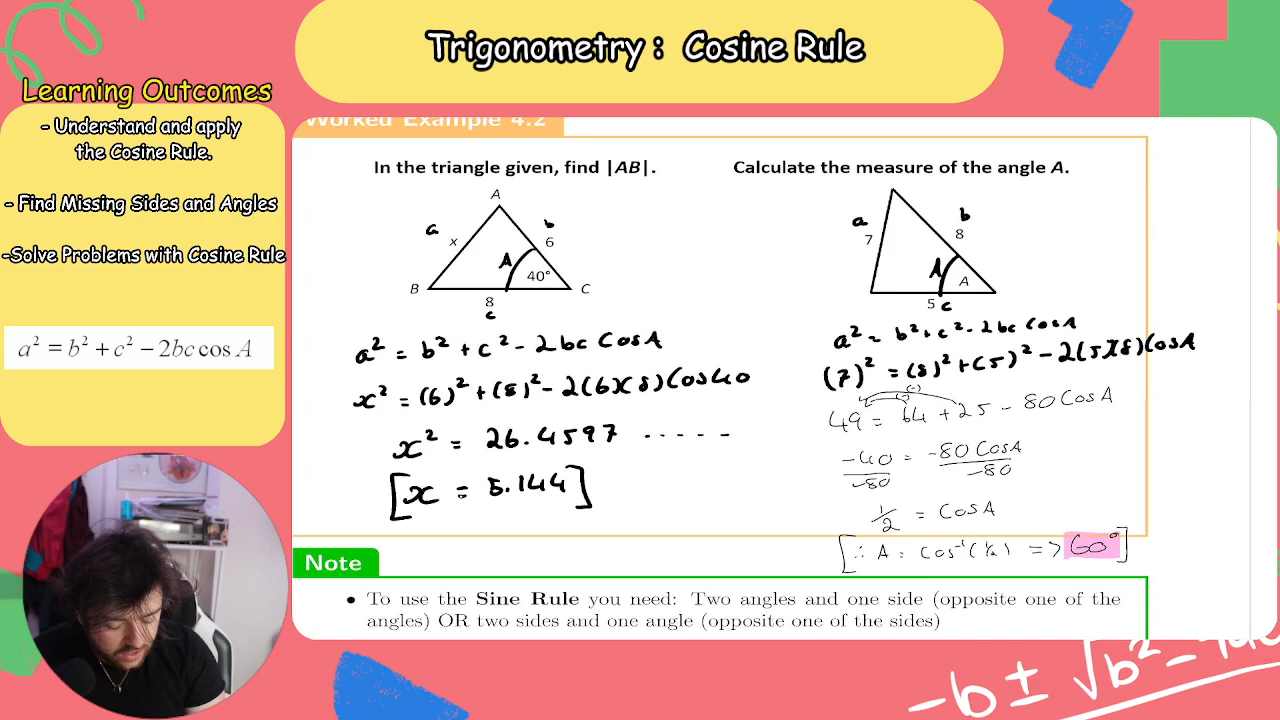 Trigonometry : Cosine Rule
Learning Outcomes
- Understand and apply
the Cosine Rule.
- Find Missing Sides and Angles
-Solve Problems with Cosine Rule
a² = b² + c² − 2bc cos A
Worked Example 4.2
In the triangle given, find |AB|.
A
a
b
x
6
A
40°
B
C
8
c
a² = b² + c² - 2bc CosA
x² = (6)² + (8)² - 2(6)(8)(Cos40
x² = 26.4597 ......
[x = 5.144]
Calculate the measure of the angle A.
a
b
7
8
A
A
5
c
a² = b² + c² - 2bc CosA
(7)² = (8)² + (5)² - 2(5)(8)(CosA
(-)
(-)
49 = 64 + 25 - 80 CosA
-40 = -80 CosA
-80 -80
1/2 = CosA
[∴ A : Cos⁻¹(1/2) => 60°]
Note
• To use the Sine Rule you need: Two angles and one side (opposite one of the
angles) OR two sides and one angle (opposite one of the sides)
-b ± √b² -